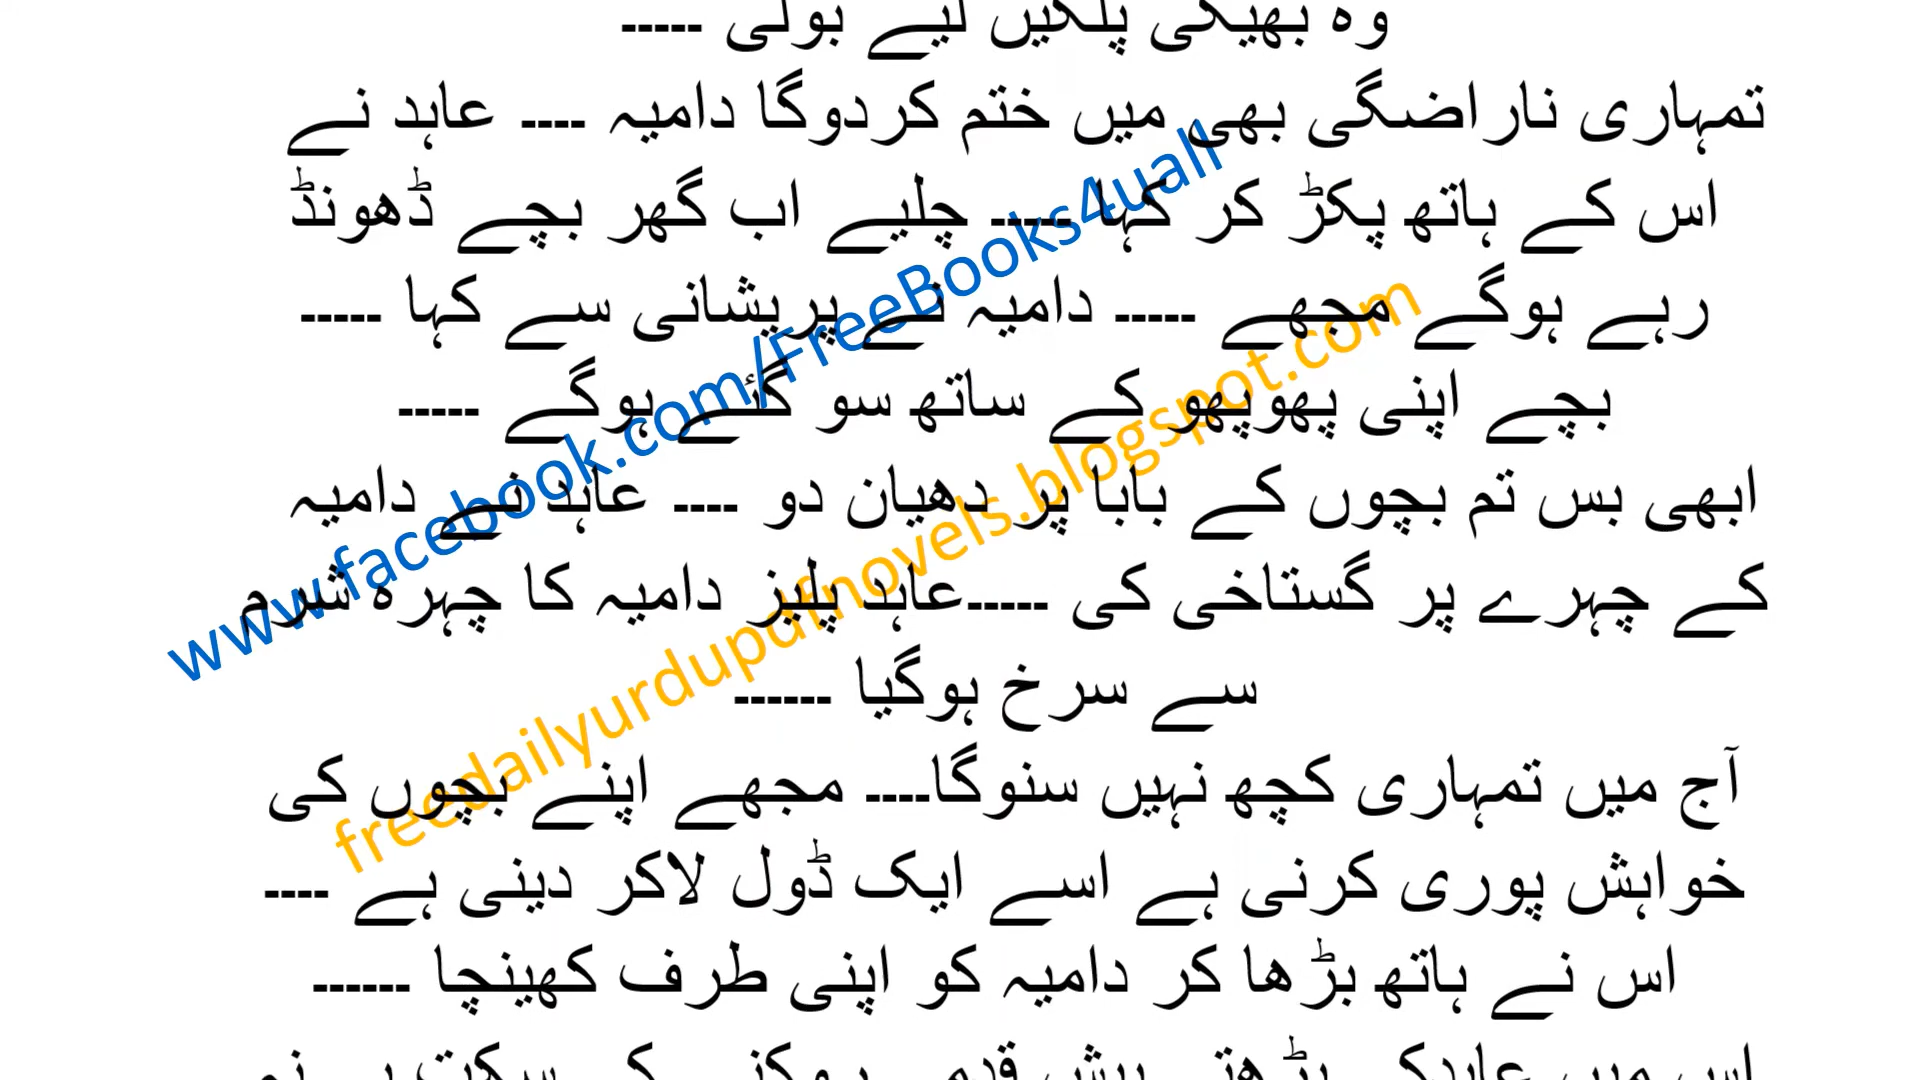 وہ بھیگی پلکیں لیے بولی -----
تمہاری ناراضگی بھی میں ختم کردوگا دامیہ ---- عابد نے
اس کے ہاتھ پکڑ کر کہا ----- چلیے اب گھر بچے ڈھونڈ
رہے ہوگے مجھے ----- دامیہ نے پریشانی سے کہا -----
بچے اپنی پھوپھو کے ساتھ سو گئے ہوگے -----
ابھی بس تم بچوں کے بابا پر دھیان دو ---- عابد نے دامیہ
کے چہرے پر گستاخی کی -----عابد پلیز دامیہ کا چہرہ شرم
سے سرخ ہوگیا ------
آج میں تمہاری کچھ نہیں سنوگا---- مجھے اپنے بچوں کی
خواہش پوری کرنی ہے اسے ایک ڈول لاکر دینی ہے ----
اس نے ہاتھ بڑھا کر دامیہ کو اپنی طرف کھینچا ------
www.facebook.com/FreeBooks4uall
freedailyurdupdfnovels.blogspot.com